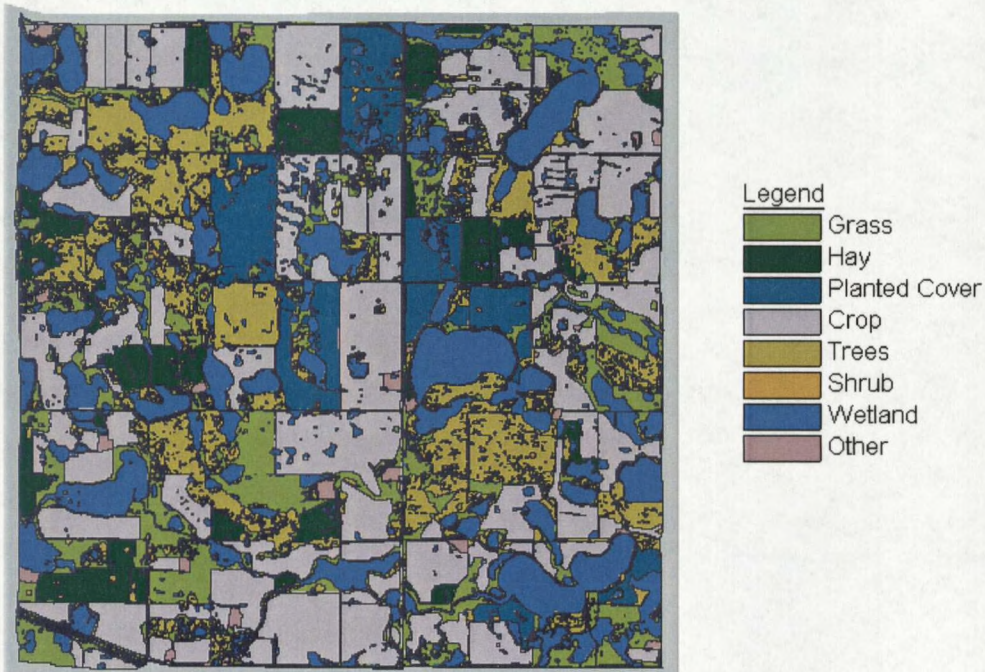 Legend
Grass
Hay
Planted Cover
Crop
Trees
Shrub
Wetland
Other